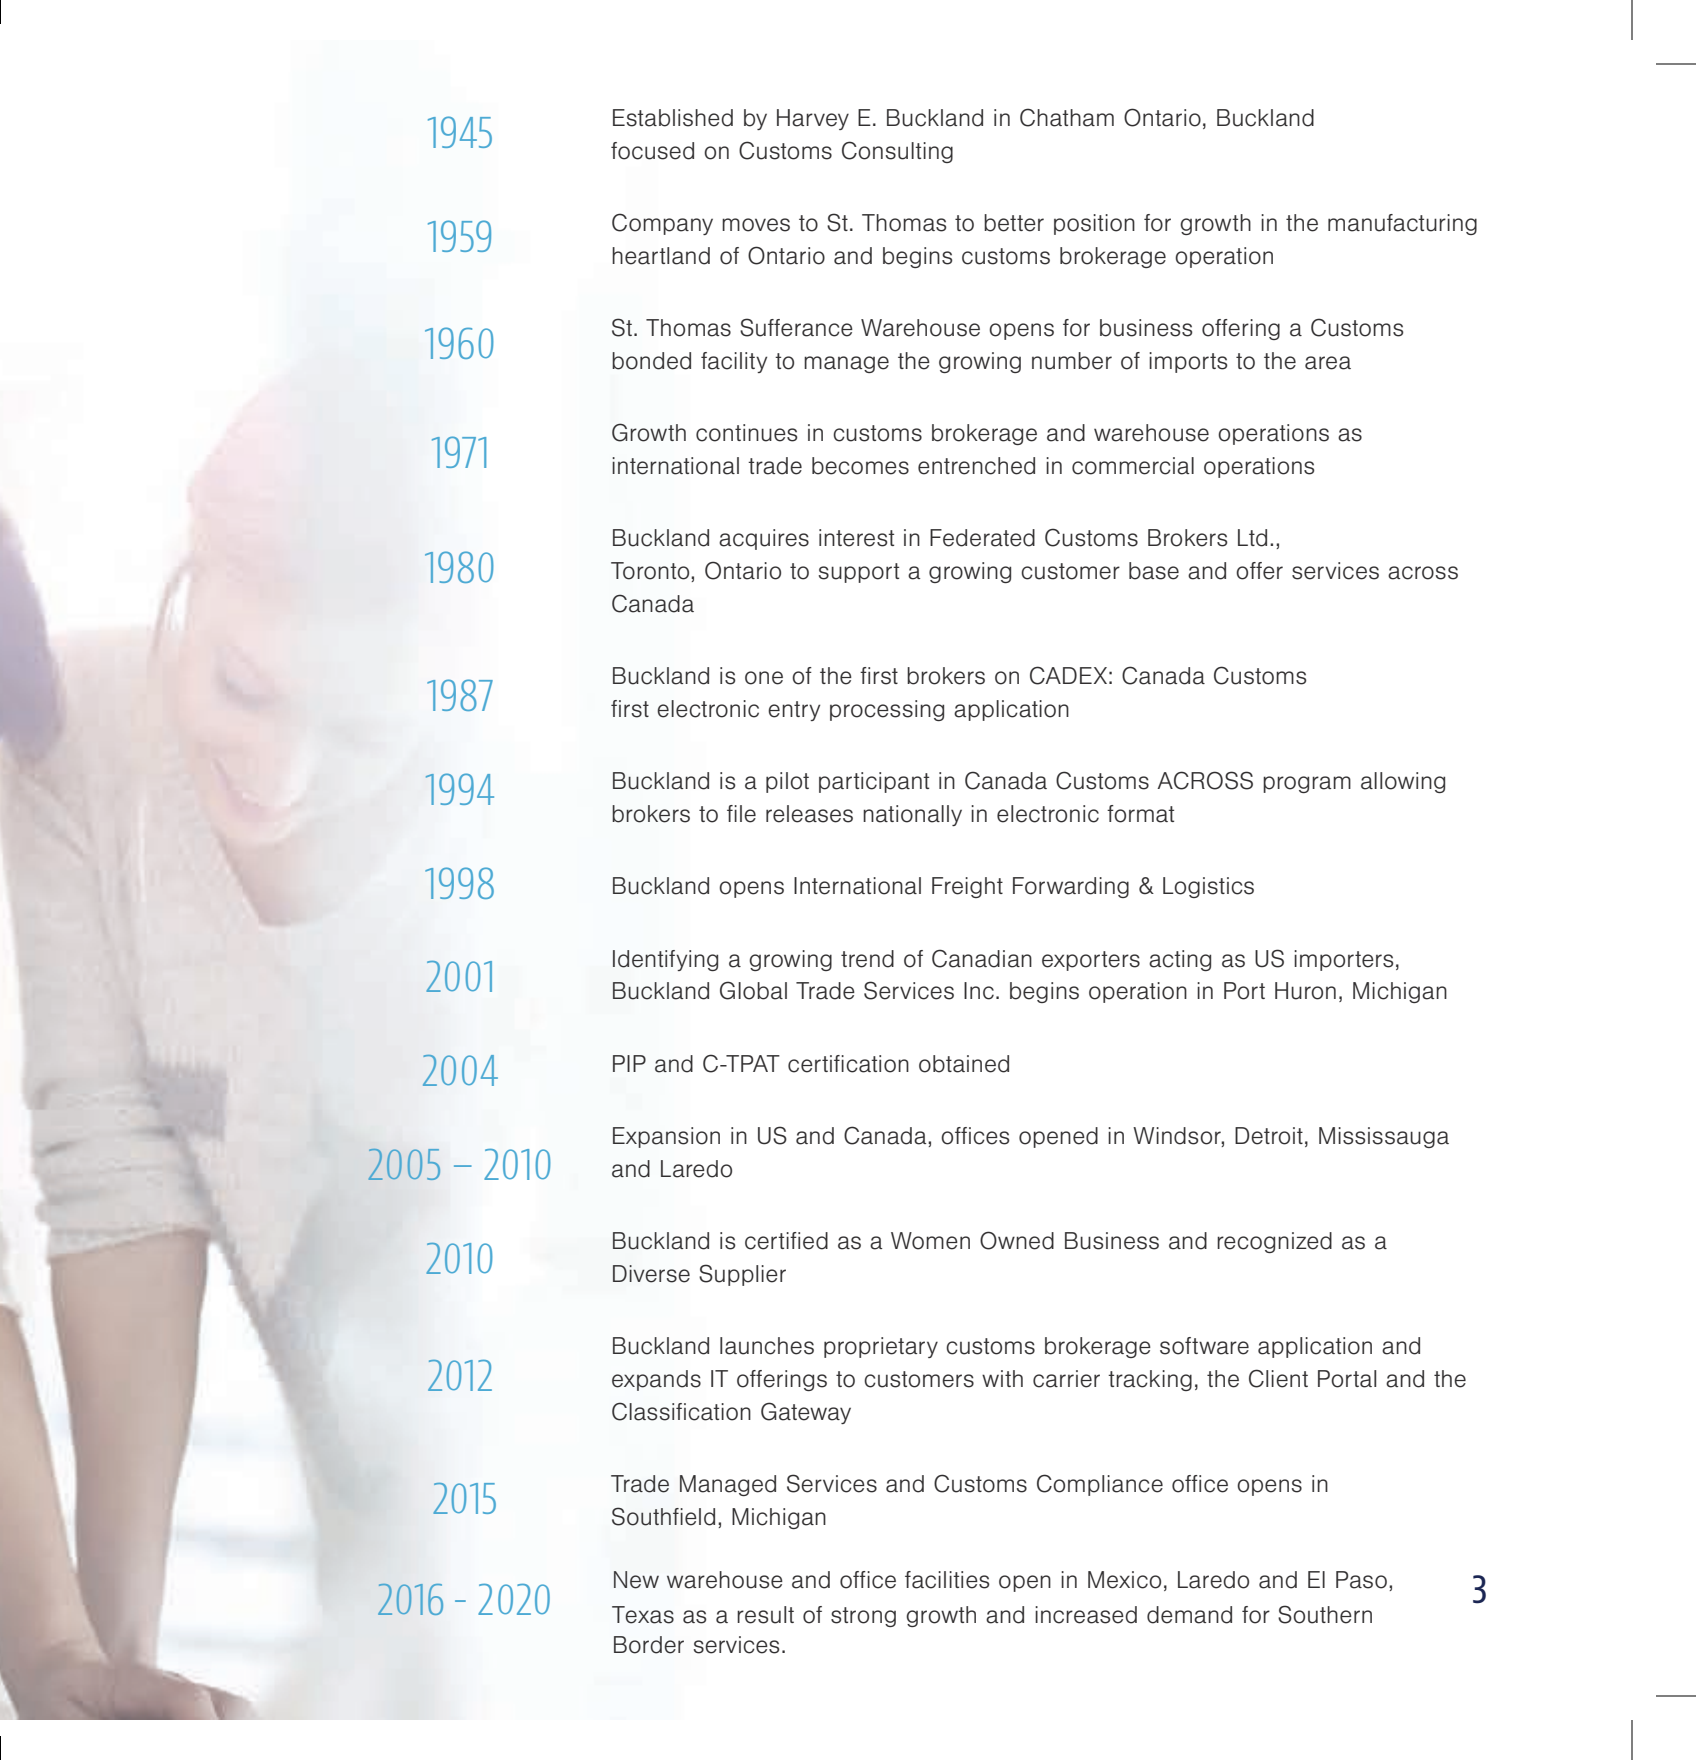 1945
Established by Harvey E. Buckland in Chatham Ontario, Buckland
focused on Customs Consulting
1959
Company moves to St. Thomas to better position for growth in the manufacturing
heartland of Ontario and begins customs brokerage operation
1960
St. Thomas Sufferance Warehouse opens for business offering a Customs
bonded facility to manage the growing number of imports to the area
1971
Growth continues in customs brokerage and warehouse operations as
international trade becomes entrenched in commercial operations
1980
Buckland acquires interest in Federated Customs Brokers Ltd.,
Toronto, Ontario to support a growing customer base and offer services across
Canada
1987
Buckland is one of the first brokers on CADEX: Canada Customs
first electronic entry processing application
1994
Buckland is a pilot participant in Canada Customs ACROSS program allowing
brokers to file releases nationally in electronic format
1998
Buckland opens International Freight Forwarding & Logistics
2001
Identifying a growing trend of Canadian exporters acting as US importers,
Buckland Global Trade Services Inc. begins operation in Port Huron, Michigan
2004
PIP and C-TPAT certification obtained
2005 – 2010
Expansion in US and Canada, offices opened in Windsor, Detroit, Mississauga
and Laredo
2010
Buckland is certified as a Women Owned Business and recognized as a
Diverse Supplier
2012
Buckland launches proprietary customs brokerage software application and
expands IT offerings to customers with carrier tracking, the Client Portal and the
Classification Gateway
2015
Trade Managed Services and Customs Compliance office opens in
Southfield, Michigan
2016 - 2020
New warehouse and office facilities open in Mexico, Laredo and El Paso,
Texas as a result of strong growth and increased demand for Southern
Border services.
3